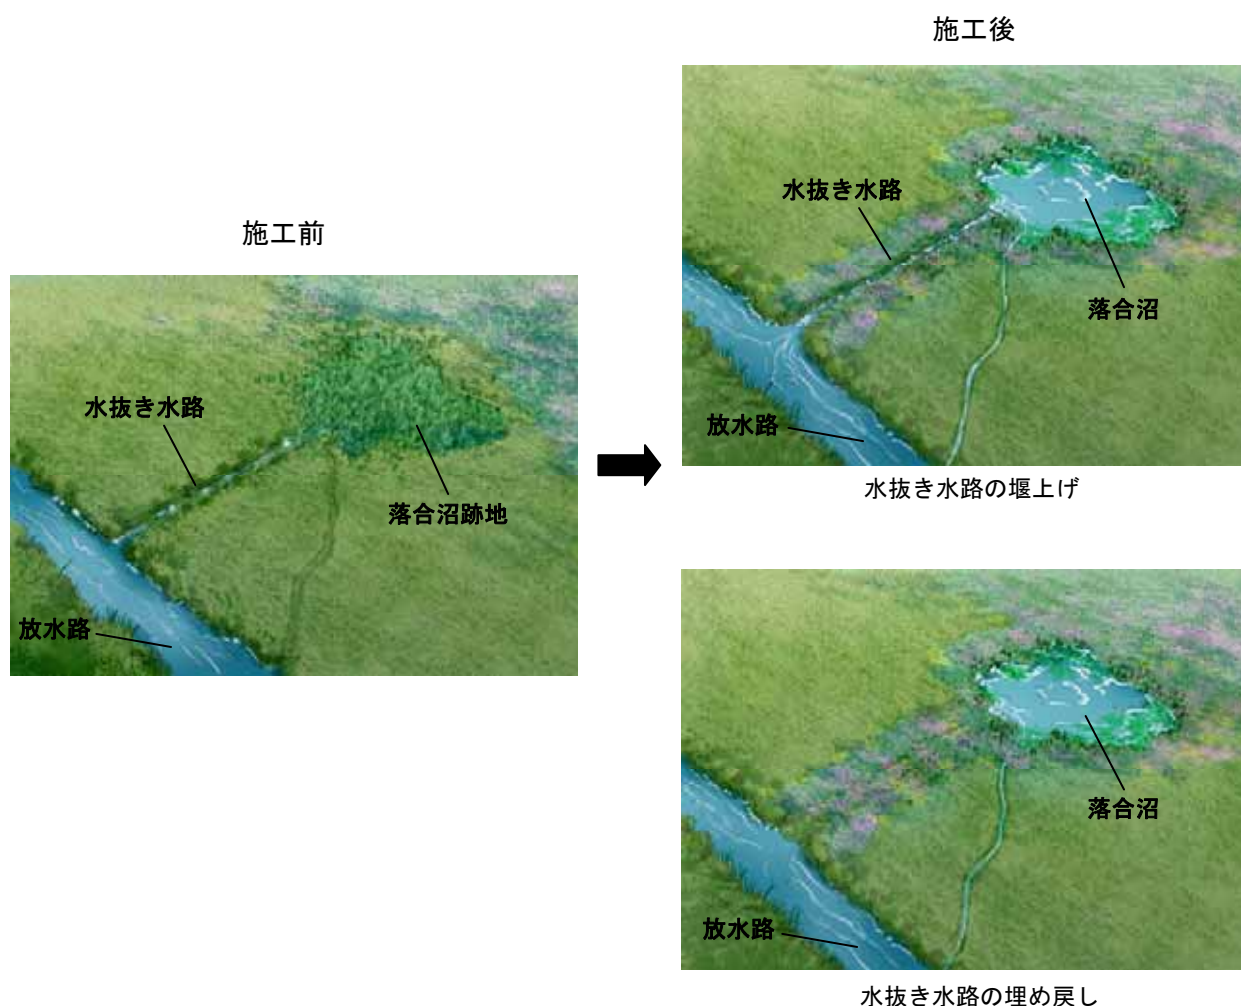 施工前
水抜き水路
落合沼跡地
放水路
施工後
水抜き水路
落合沼
放水路
水抜き水路の堰上げ
落合沼
放水路
水抜き水路の埋め戻し